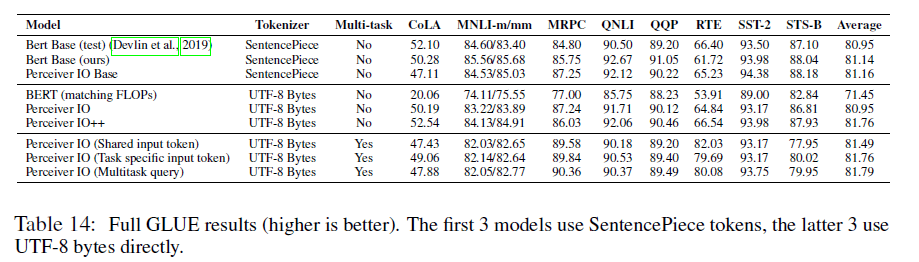 Model Tokenizer Multi-task CoLA MNLI-m/mm MRPC QNLI QQP RTE SST-2 STS-B Average
Bert Base (test) (Devlin et al., 2019) SentencePiece No 52.10 84.60/83.40 84.80 90.50 89.20 66.40 93.50 87.10 80.95
Bert Base (ours) SentencePiece No 50.28 85.56/85.68 85.75 92.67 91.05 61.72 93.98 88.04 81.14
Perceiver IO Base SentencePiece No 47.11 84.53/85.03 87.25 92.12 90.22 65.23 94.38 88.18 81.16
BERT (matching FLOPs) UTF-8 Bytes No 20.06 74.11/75.55 77.00 85.75 88.23 53.91 89.00 82.84 71.45
Perceiver IO UTF-8 Bytes No 50.19 83.22/83.89 87.24 91.71 90.12 64.84 93.17 86.81 80.95
Perceiver IO++ UTF-8 Bytes No 52.54 84.13/84.91 86.03 92.06 90.46 66.54 93.98 87.93 81.76
Perceiver IO (Shared input token) UTF-8 Bytes Yes 47.43 82.03/82.65 89.58 90.18 89.20 82.03 93.17 77.95 81.49
Perceiver IO (Task specific input token) UTF-8 Bytes Yes 49.06 82.14/82.64 89.84 90.53 89.40 79.69 93.17 80.02 81.76
Perceiver IO (Multitask query) UTF-8 Bytes Yes 47.88 82.05/82.77 90.36 90.37 89.49 80.08 93.75 79.95 81.79
Table 14: Full GLUE results (higher is better). The first 3 models use SentencePiece tokens, the latter 3 use
UTF-8 bytes directly.